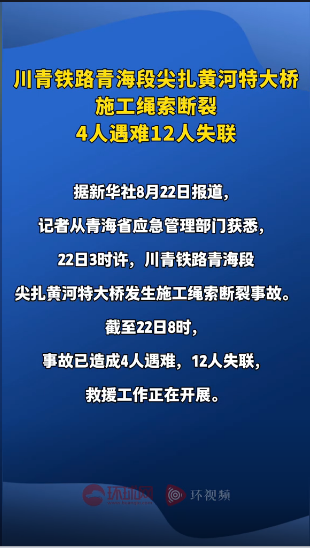 川青铁路青海段尖扎黄河特大桥
施工绳索断裂
4人遇难12人失联
据新华社8月22日报道,
记者从青海省应急管理部门获悉,
22日3时许,川青铁路青海段
尖扎黄河特大桥发生施工绳索断裂事故。
截至22日8时,
事故已造成4人遇难,12人失联,
救援工作正在开展。
环球网 环视频